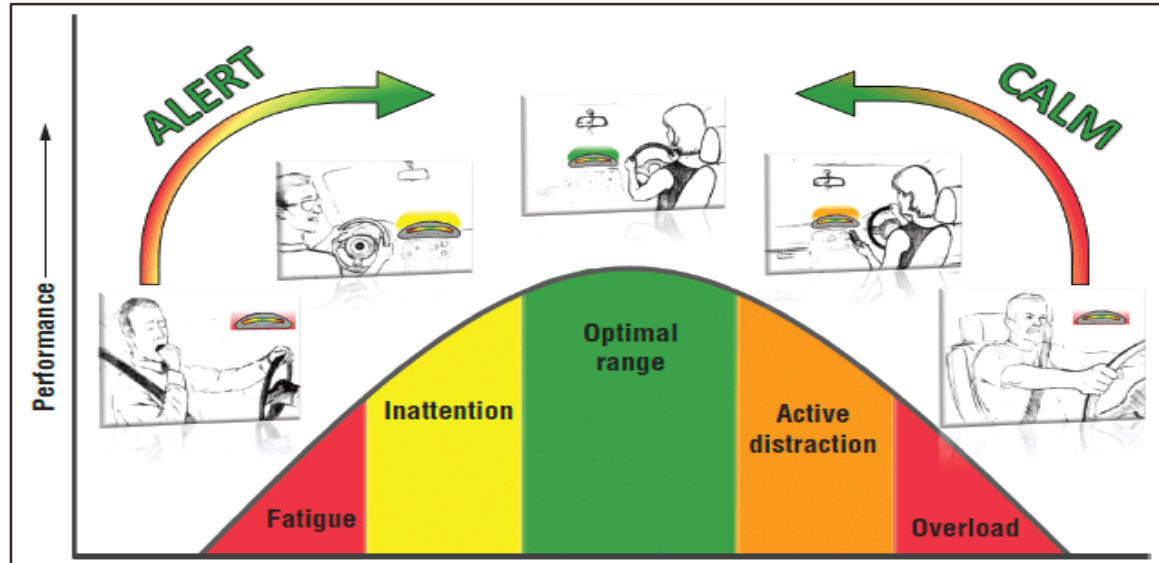 ALERT
CALM
Performance
Optimal
range
Inattention
Active
distraction
Fatigue
Overload